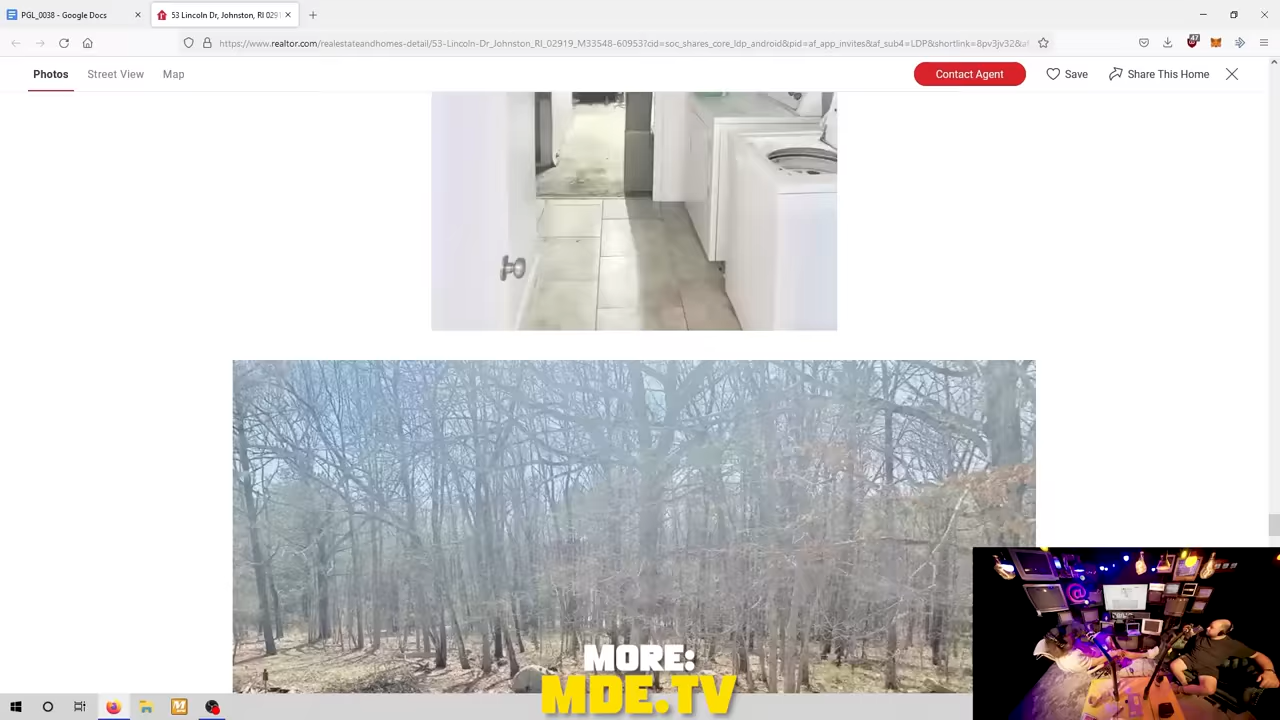 PGL_0038 - Google Docs
53 Lincoln Dr, Johnston, RI 0291
https://www.realtor.com/realestateandhomes-detail/53-Lincoln-Dr_Johnston_RI_02919_M33548-60953?cid=soc_shares_core_ldp_android&pid=af_app_invites&af_sub4=LDP&shortlink=8pv3jv32&a
Photos
Street View
Map
Contact Agent
Save
Share This Home
MORE:
MDE.TV